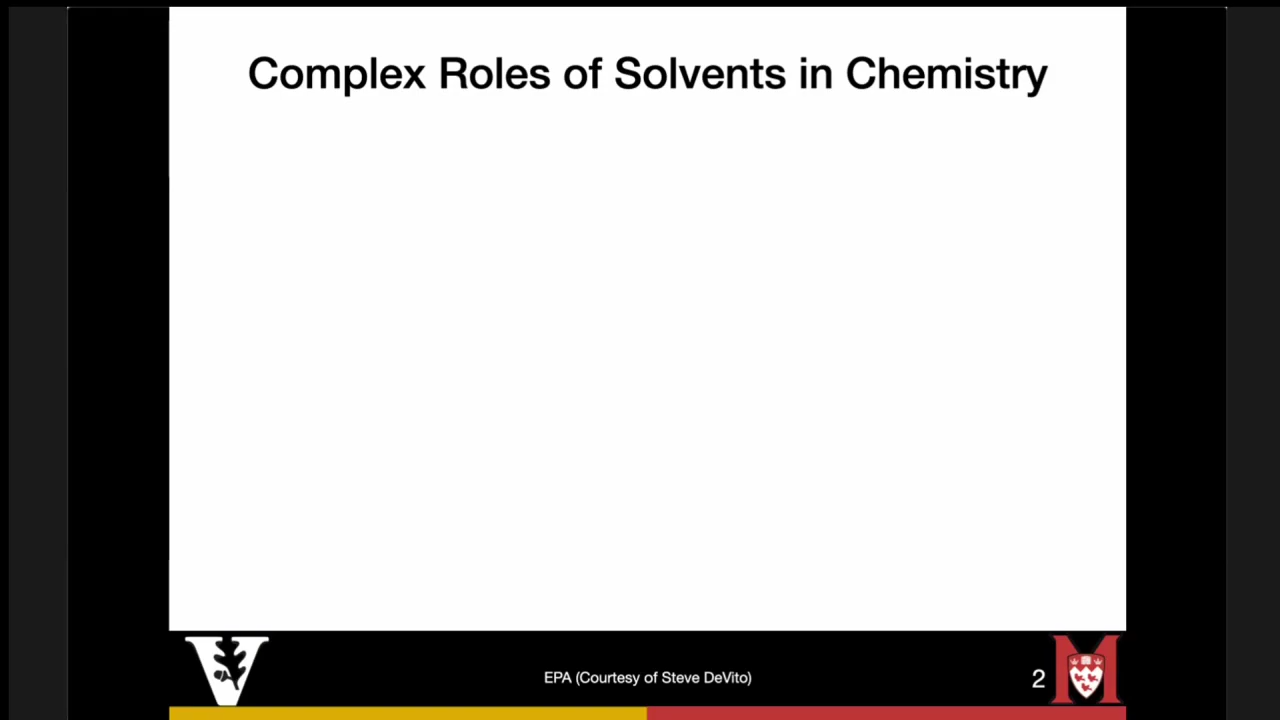 Complex Roles of Solvents in Chemistry
EPA (Courtesy of Steve DeVito)
2